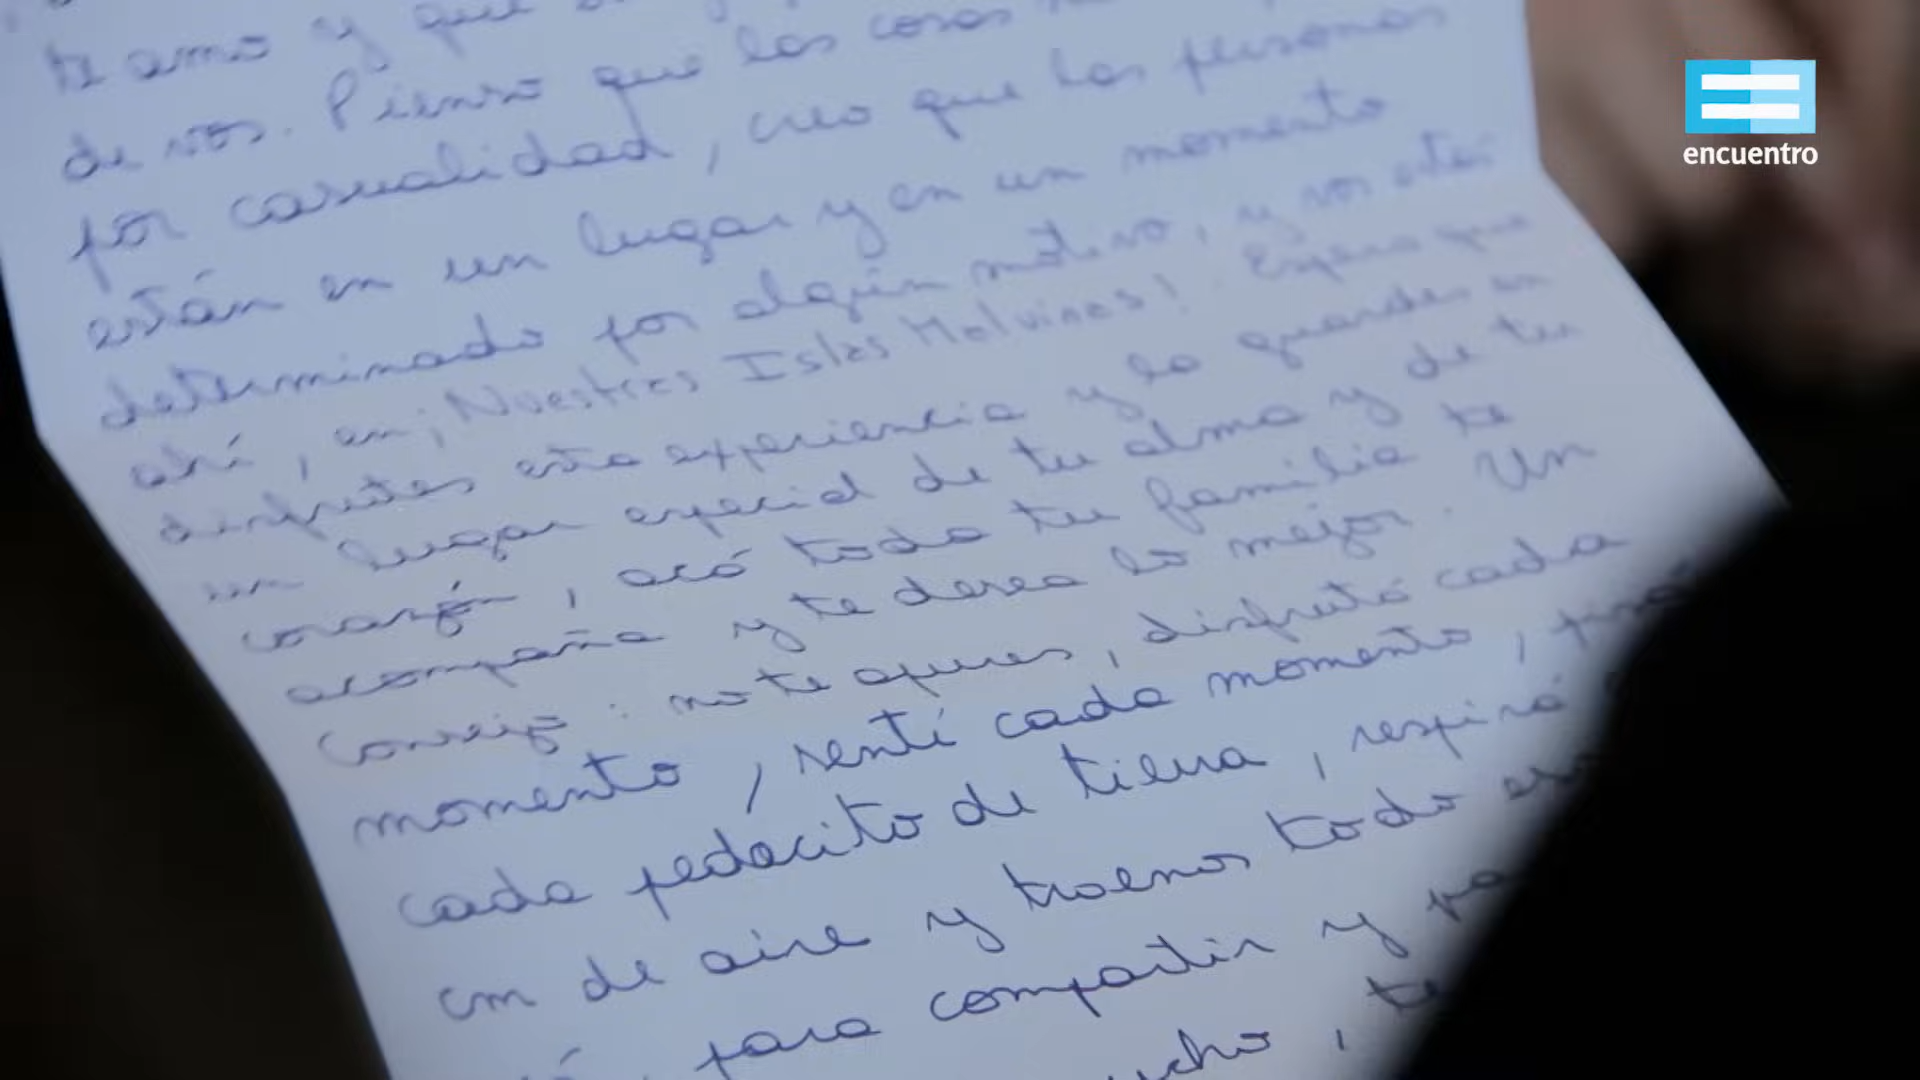 te amo y que
de vos. Pienso que las cosas
por casualidad, creo que las personas
están en un lugar y en un momento
determinado por algún motivo, y vos estás
ahí, en ¡Nuestras Islas Malvinas! Espero que
disfrutes esta experiencia y la guardes en
un lugar especial de tu alma y de tu
corazón, acá toda tu familia te
acompaña y te desea lo mejor. Un
consejo: no te apures, disfrutá cada
momento, sentí cada momento, pisá
cada pedacito de tierra, respirá
cm de aire y traenos todo
para compartir y
te
encuentro